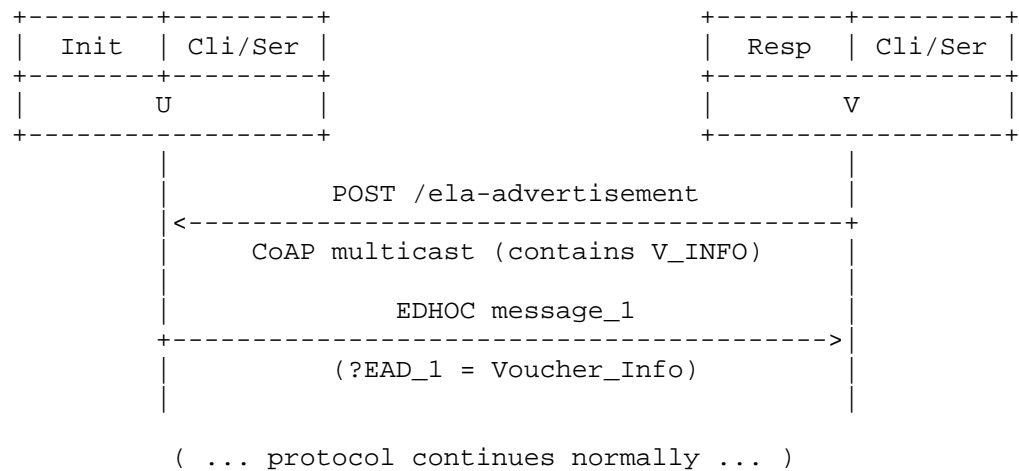 Init Cli/Ser Resp Cli/Ser
U V
POST /ela-advertisement
CoAP multicast (contains V_INFO)
EDHOC message_1
(?EAD_1 = Voucher_Info)
( ... protocol continues normally ... )